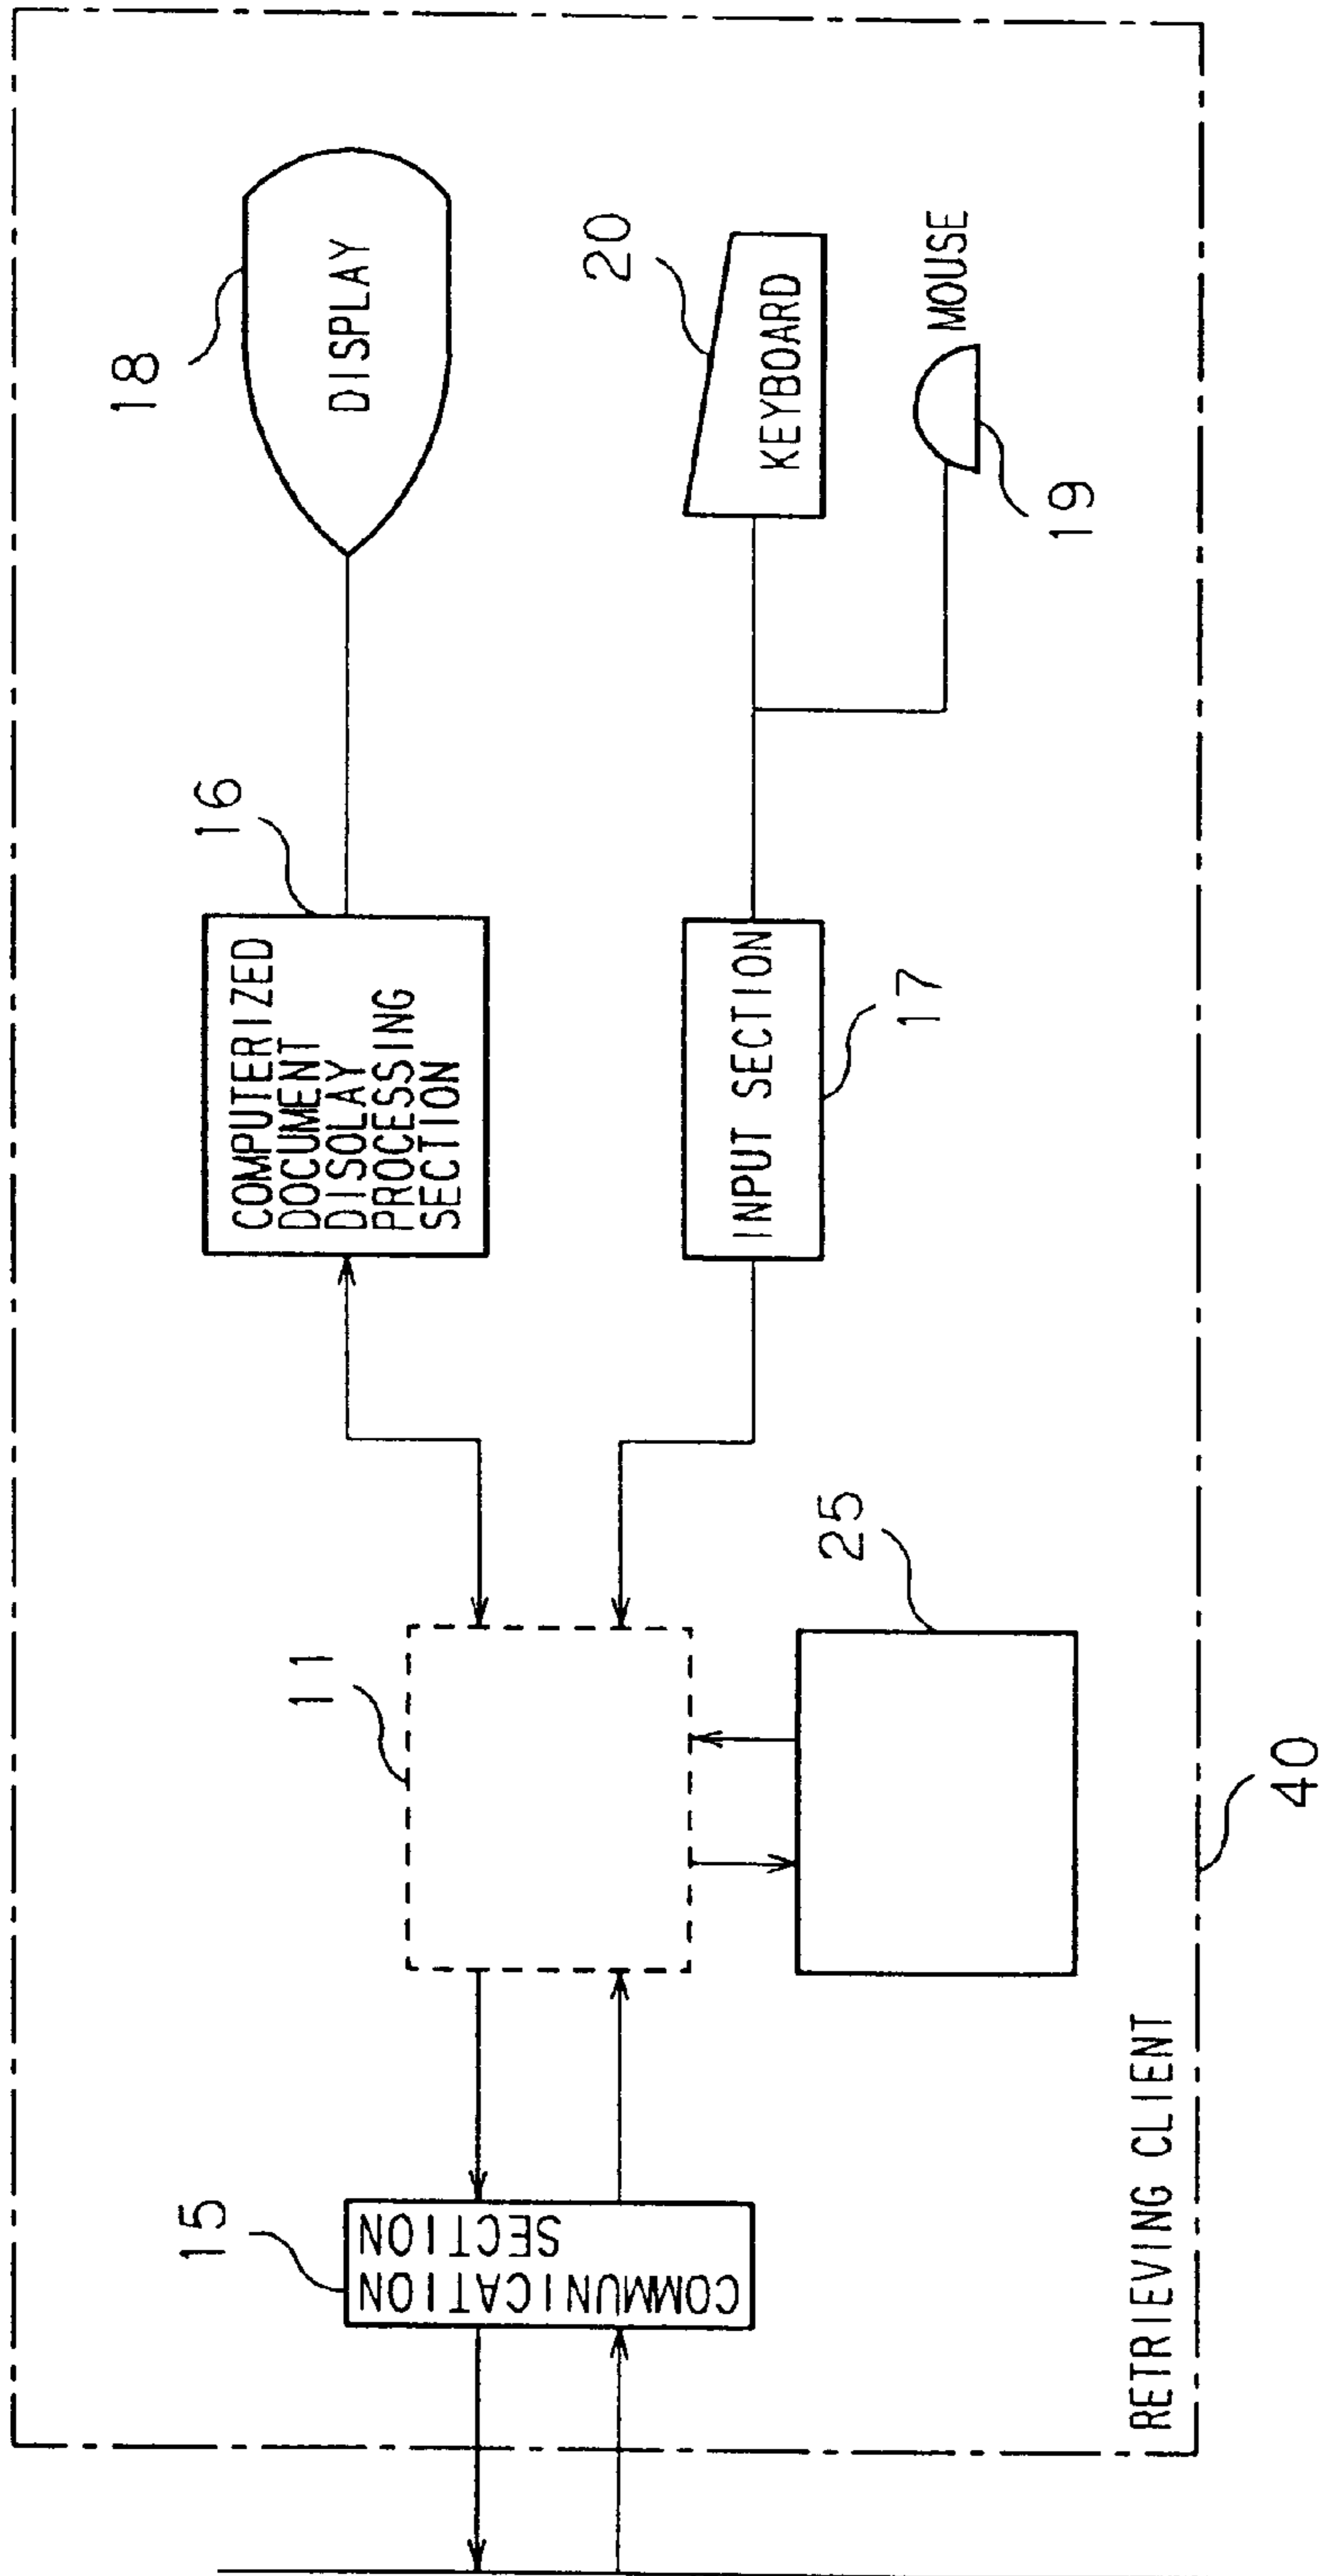 18
DISPLAY
16
COMPUTERIZED
DOCUMENT
DISOLAY
PROCESSING
SECTION
20
KEYBOARD
MOUSE
19
INPUT SECTION
17
11
25
15
COMMUNICATION
SECTION
RETRIEVING CLIENT
40